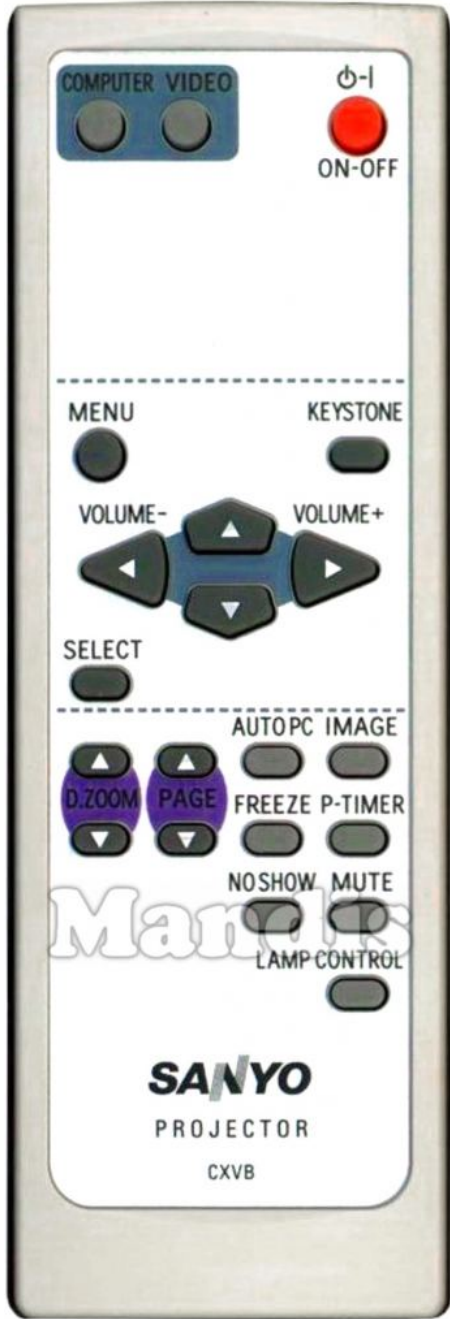 COMPUTER VIDEO
ON-OFF
MENU KEYSTONE
VOLUME- VOLUME+
SELECT
AUTO PC IMAGE
D.ZOOM PAGE FREEZE P-TIMER
NO SHOW MUTE
Mandis
LAMP CONTROL
SANYO
PROJECTOR
CXVB